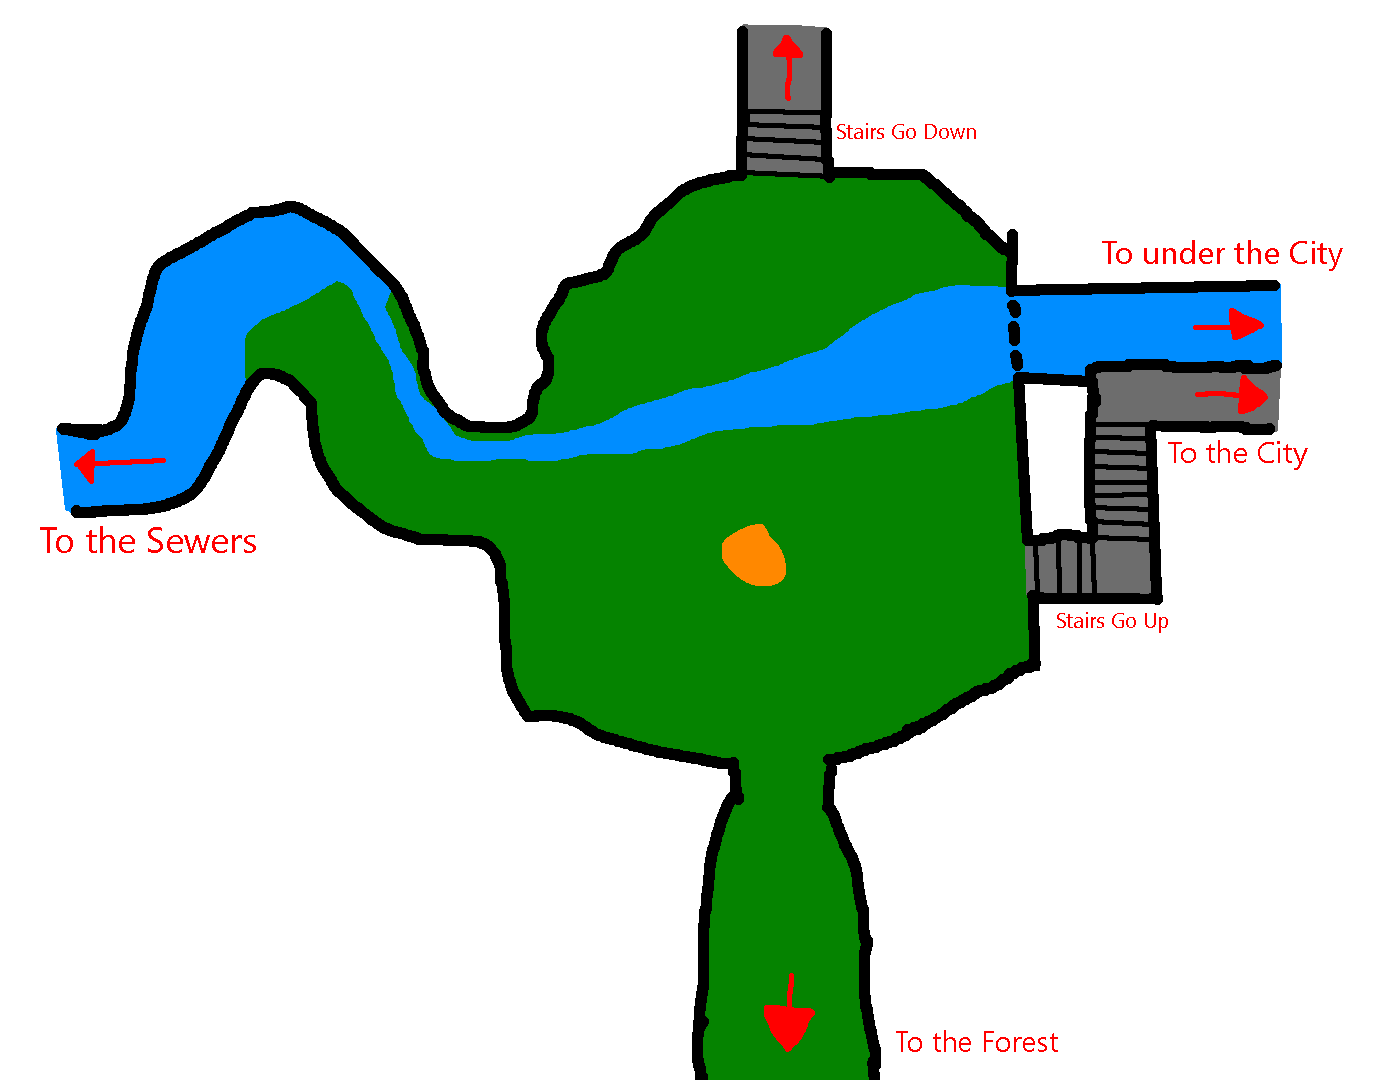 Stairs Go Down
To under the City
To the City
To the Sewers
Stairs Go Up
To the Forest